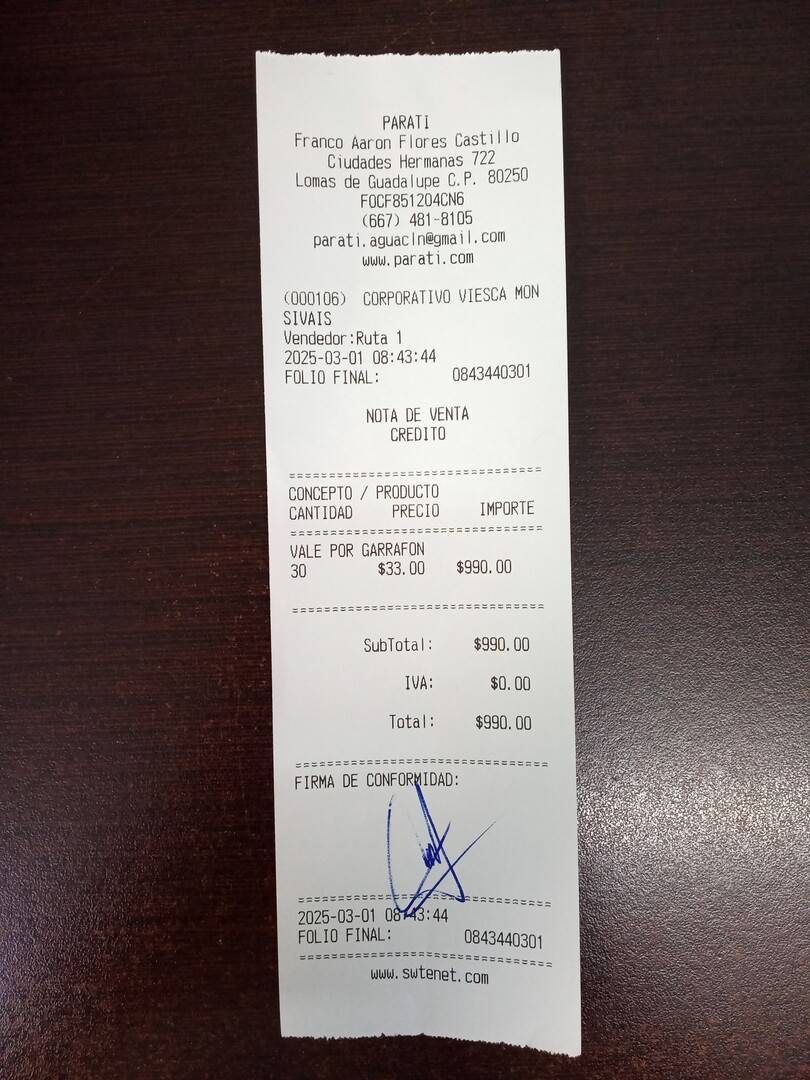 PARATI
Franco Aaron Flores Castillo
Ciudades Hermanas 722
Lomas de Guadalupe C.P. 80250
FOCF851204CN6
(667) 481-8105
parati.aguacln@gmail.com
www.parati.com
(000106) CORPORATIVO VIESCA MON
SIVAIS
Vendedor:Ruta 1
2025-03-01 08:43:44
FOLIO FINAL: 0843440301
NOTA DE VENTA
CREDITO
================================
CONCEPTO / PRODUCTO
CANTIDAD PRECIO IMPORTE
================================
VALE POR GARRAFON
30 $33.00 $990.00
================================
SubTotal: $990.00
IVA: $0.00
Total: $990.00
================================
FIRMA DE CONFORMIDAD:
================================
2025-03-01 08:43:44
FOLIO FINAL: 0843440301
================================
www.swtenet.com